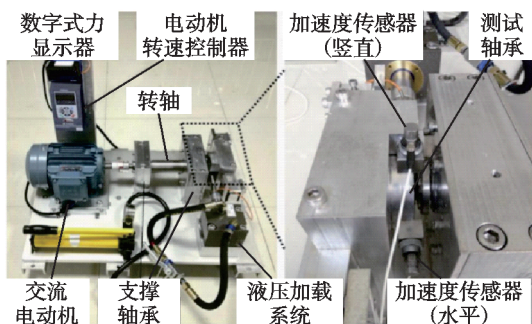 数字式力
显示器
电动机
转速控制器
加速度传感器
(竖直)
测试
轴承
转轴
交流
电动机
支撑
轴承
液压加载
系统
加速度传感器
(水平)